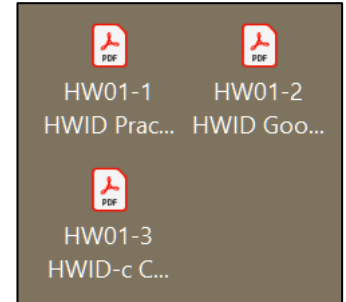 PDF
HW01-1
HWID Prac...
PDF
HW01-2
HWID Goo...
PDF
HW01-3
HWID-c C...